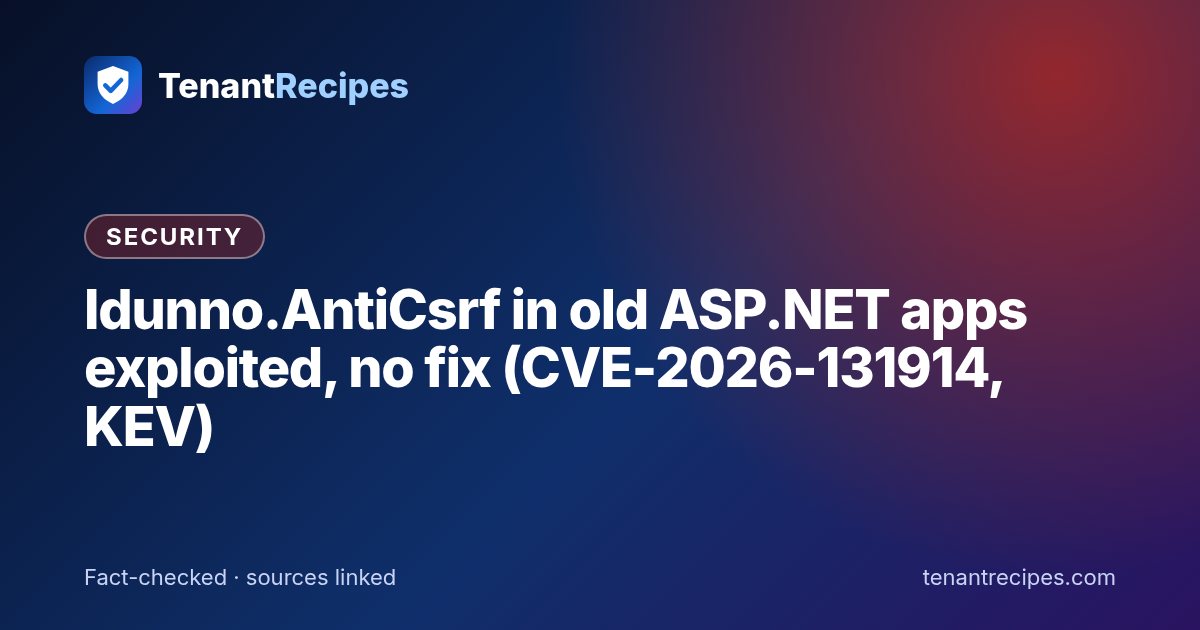 TenantRecipes
SECURITY
Idunno.AntiCsrf in old ASP.NET apps
exploited, no fix (CVE-2026-131914,
KEV)
Fact-checked · sources linked
tenantrecipes.com